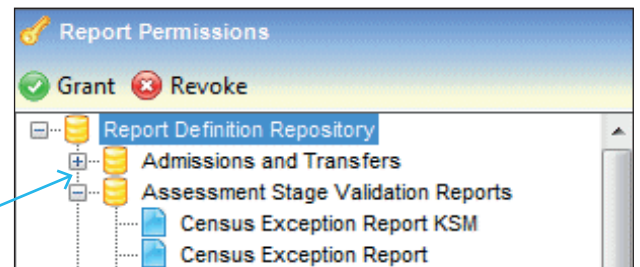 Report Permissions
Grant Revoke
Report Definition Repository
Admissions and Transfers
Assessment Stage Validation Reports
Census Exception Report KSM
Census Exception Report